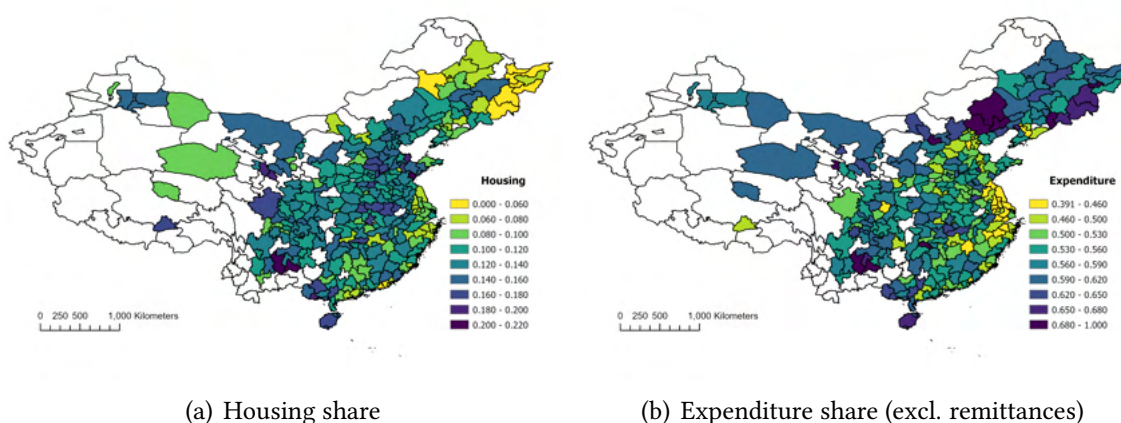 Housing
0.000 - 0.060
0.060 - 0.080
0.080 - 0.100
0.100 - 0.120
0.120 - 0.140
0.140 - 0.160
0.160 - 0.180
0.180 - 0.200
0.200 - 0.220
0 250 500 1,000 Kilometers
(a) Housing share
Expenditure
0.391 - 0.460
0.460 - 0.500
0.500 - 0.530
0.530 - 0.560
0.560 - 0.590
0.590 - 0.620
0.620 - 0.650
0.650 - 0.680
0.680 - 1.000
0 250 500 1,000 Kilometers
(b) Expenditure share (excl. remittances)